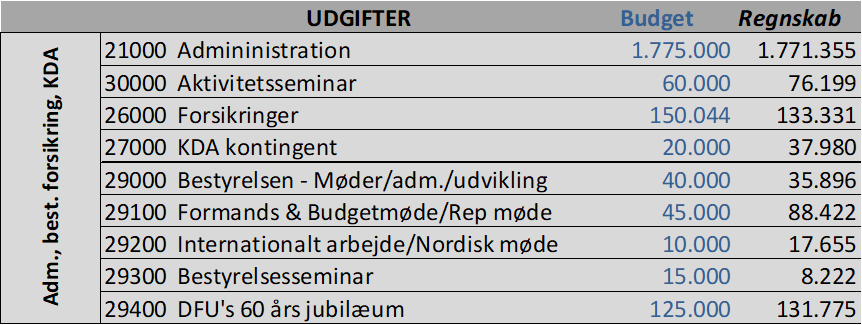 UDGIFTER Budget Regnskab
Adm., best. forsikring, KDA
21000 Admininistration 1.775.000 1.771.355
30000 Aktivitetsseminar 60.000 76.199
26000 Forsikringer 150.044 133.331
27000 KDA kontingent 20.000 37.980
29000 Bestyrelsen - Møder/adm./udvikling 40.000 35.896
29100 Formands & Budgetmøde/Rep møde 45.000 88.422
29200 Internationalt arbejde/Nordisk møde 10.000 17.655
29300 Bestyrelsesseminar 15.000 8.222
29400 DFU's 60 års jubilæum 125.000 131.775